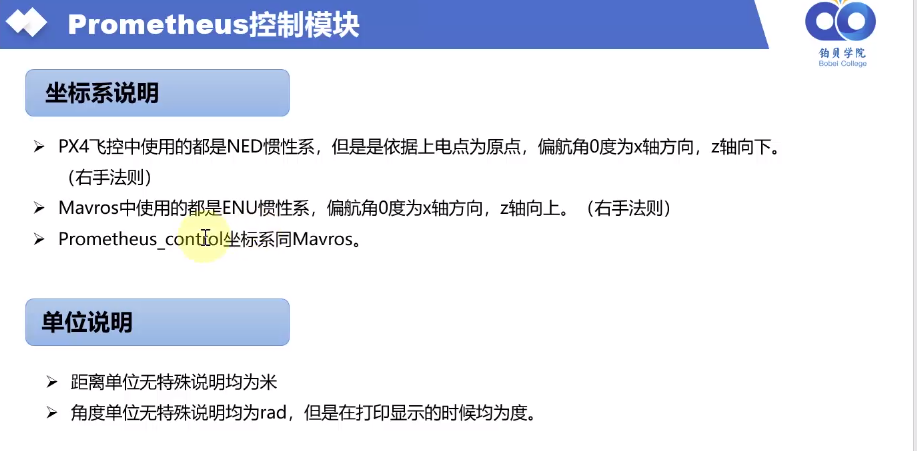 Prometheus控制模块
铂贝学院
Bobei College
坐标系说明
PX4飞控中使用的都是NED惯性系，但是是依据上电点为原点，偏航角0度为x轴方向，z轴向下。
（右手法则）
Mavros中使用的都是ENU惯性系，偏航角0度为x轴方向，z轴向上。（右手法则）
Prometheus_control坐标系同Mavros。
单位说明
距离单位无特殊说明均为米
角度单位无特殊说明均为rad，但是在打印显示的时候均为度。